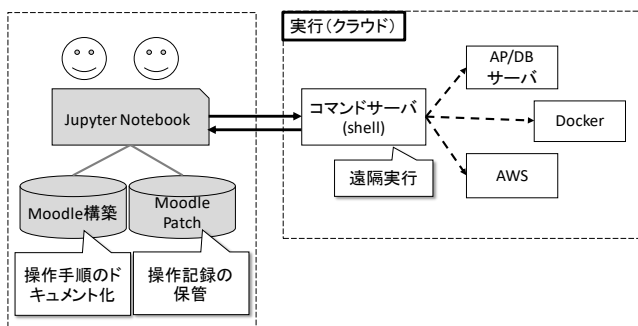 実行(クラウド)
Jupyter Notebook
コマンドサーバ
(shell)
遠隔実行
AP/DB
サーバ
Docker
AWS
Moodle構築
Moodle
Patch
操作手順のド
キュメント化
操作記録の
保管